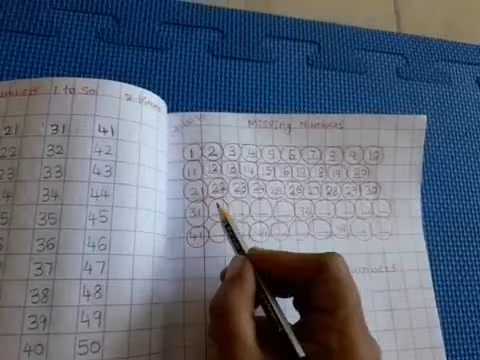 1 to 50
21 31 41
22 32 42
23 33 43
34 44
35 45
36 46
37 47
38 48
39 49
40 50
Missing Numbers
1 2 3 4 5 6 7 8 9 10
11 12 13 14 15 16 17 18 19 20
21 22 23 24 25 26 27 28 29 30
31
41